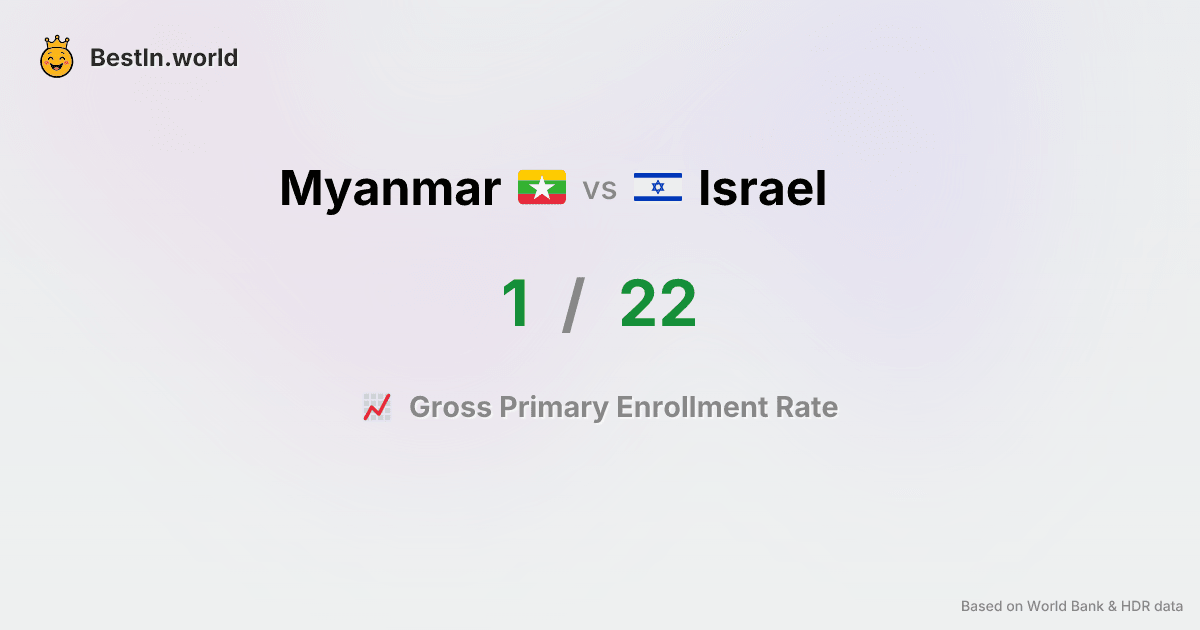 BestIn.world
Myanmar vs Israel
1 / 22
Gross Primary Enrollment Rate
Based on World Bank & HDR data